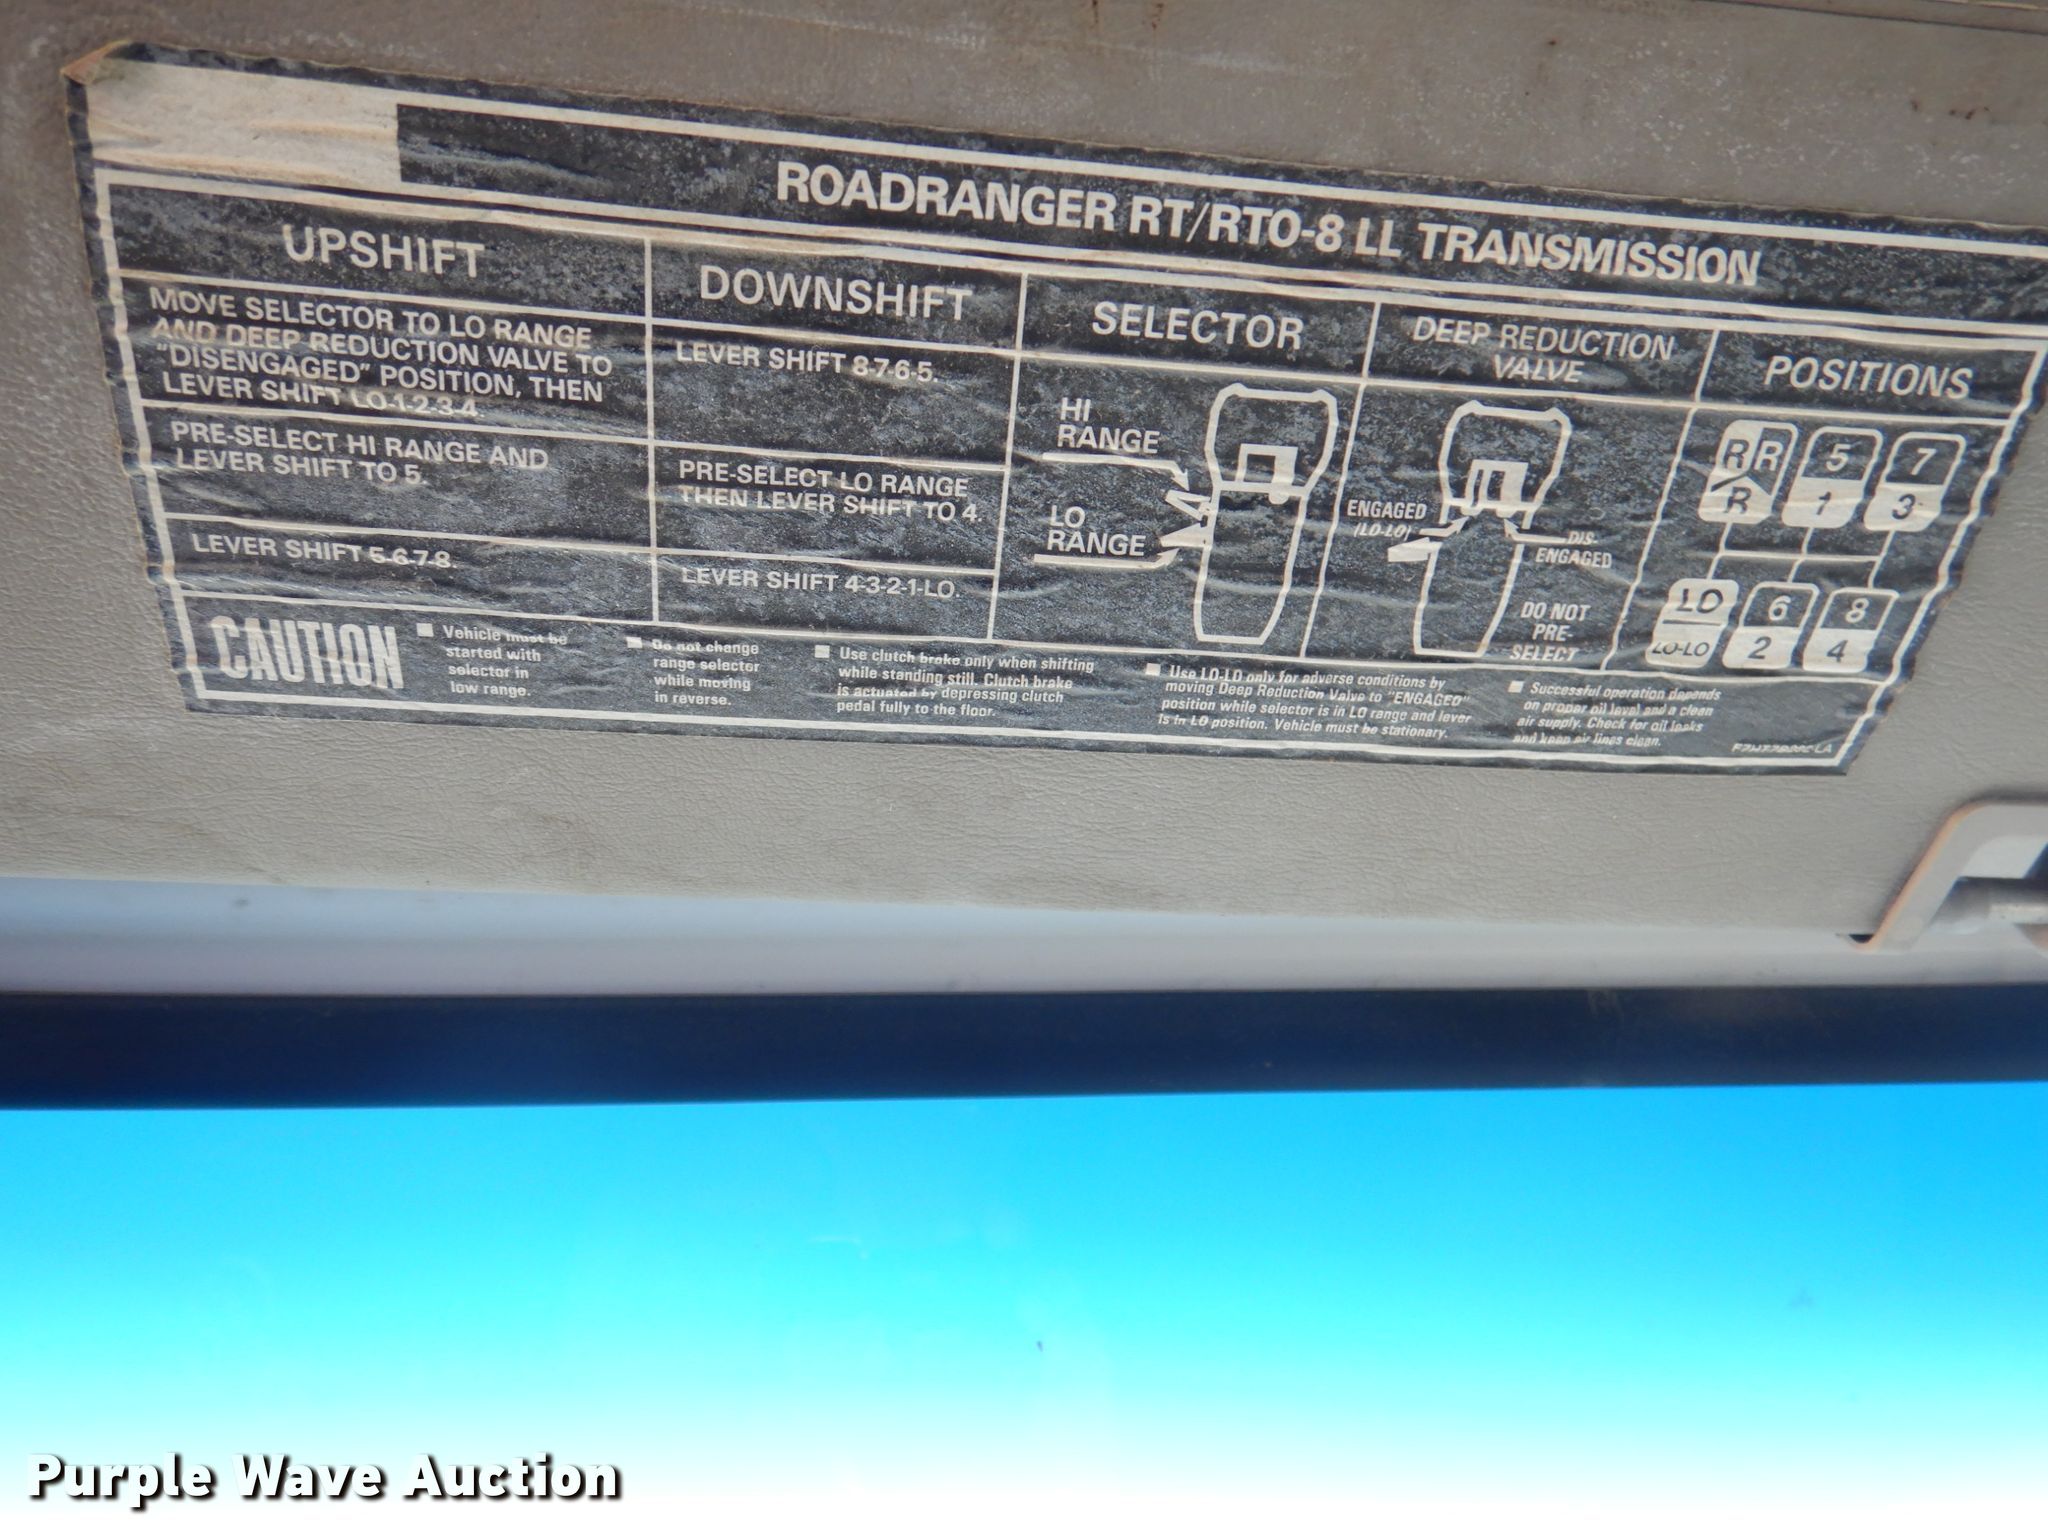 ROADRANGER RT/RTO-8 LL TRANSMISSION
UPSHIFT
MOVE SELECTOR TO LO RANGE
AND DEEP REDUCTION VALVE TO
"DISENGAGED" POSITION, THEN
LEVER SHIFT LO-1-2-3-4.
PRE-SELECT HI RANGE AND
LEVER SHIFT TO 5.
LEVER SHIFT 5-6-7-8.
DOWNSHIFT
LEVER SHIFT 8-7-6-5.
PRE-SELECT LO RANGE
THEN LEVER SHIFT TO 4.
LEVER SHIFT 4-3-2-1-LO.
SELECTOR
HI
RANGE
LO
RANGE
DEEP REDUCTION
VALVE
ENGAGED
(LO-LO)
DIS-
ENGAGED
DO NOT
PRE-
SELECT
POSITIONS
R R 5 7
R 1 3
LO 6 8
LO-LO 2 4
CAUTION
■ Vehicle must be
started with
selector in
low range.
■ Do not change
range selector
while moving
in reverse.
■ Use clutch brake only when shifting
while standing still. Clutch brake
is actuated by depressing clutch
pedal fully to the floor.
■ Use LO-LO only for adverse conditions by
moving Deep Reduction Valve to "ENGAGED"
position while selector is in LO range and lever
is in LO position. Vehicle must be stationary.
■ Successful operation depends
on proper oil level and a clean
air supply. Check for oil leaks
and keep air lines clean.
Purple Wave Auction